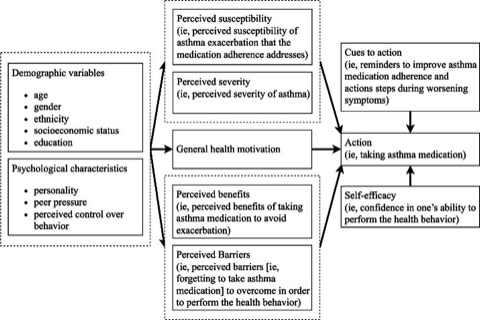 Demographic variables
• age
• gender
• ethnicity
• socioeconomic status
• education
Psychological characteristics
• personality
• peer pressure
• perceived control over
behavior
Perceived susceptibility
(ie, perceived susceptibility of
asthma exacerbation that the
medication adherence addresses)
Perceived severity
(ie, perceived severity of asthma)
General health motivation
Perceived benefits
(ie, perceived benefits of taking
asthma medication to avoid
exacerbation)
Perceived Barriers
(ie, perceived barriers [ie,
forgetting to take asthma
medication] to overcome in order
to perform the health behavior)
Cues to action
(ie, reminders to improve asthma
medication adherence and
actions steps during worsening
symptoms)
Action
(ie, taking asthma medication)
Self-efficacy
(ie, confidence in one's ability to
perform the health behavior)